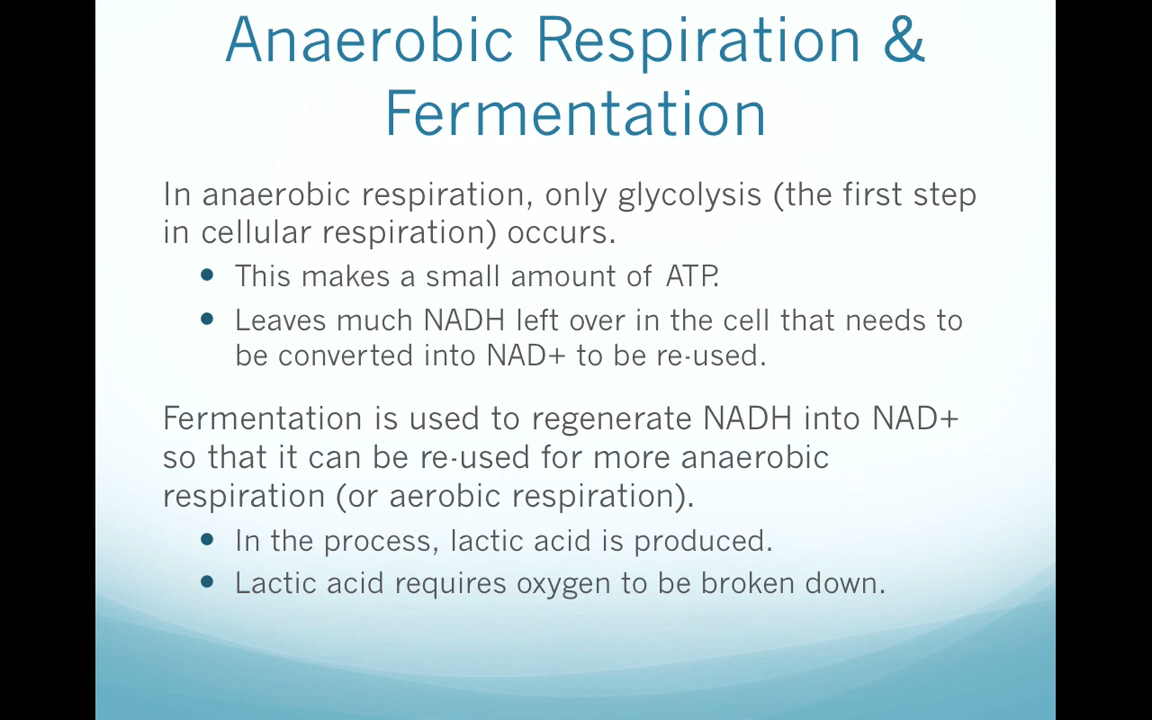 Anaerobic Respiration &
Fermentation
In anaerobic respiration, only glycolysis (the first step
in cellular respiration) occurs.
• This makes a small amount of ATP.
• Leaves much NADH left over in the cell that needs to
be converted into NAD+ to be re-used.
Fermentation is used to regenerate NADH into NAD+
so that it can be re-used for more anaerobic
respiration (or aerobic respiration).
• In the process, lactic acid is produced.
• Lactic acid requires oxygen to be broken down.